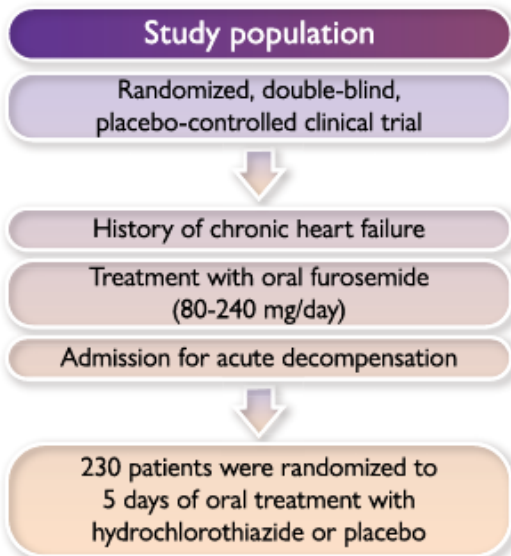 Study population
Randomized, double-blind,
placebo-controlled clinical trial
History of chronic heart failure
Treatment with oral furosemide
(80-240 mg/day)
Admission for acute decompensation
230 patients were randomized to
5 days of oral treatment with
hydrochlorothiazide or placebo